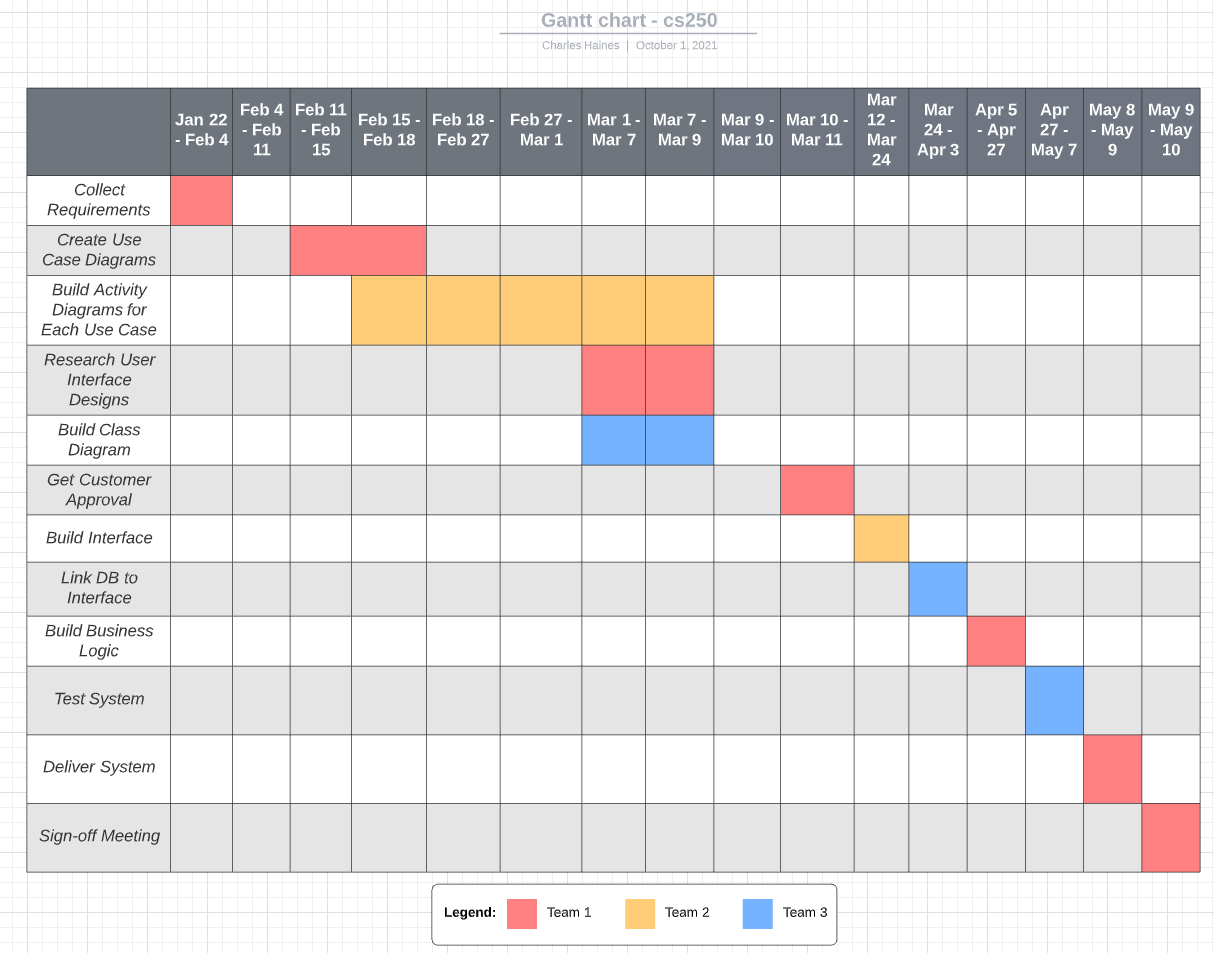 Gantt chart - cs250
Charles Haines | October 1, 2021
Jan 22
- Feb 4
Feb 4
- Feb
11
Feb 11
- Feb
15
Feb 15 -
Feb 18
Feb 18 -
Feb 27
Feb 27 -
Mar 1
Mar 1 -
Mar 7
Mar 7 -
Mar 9
Mar 9 -
Mar 10
Mar 10 -
Mar 11
Mar
12 -
Mar
24
Mar
24 -
Apr 3
Apr 5
- Apr
27
Apr
27 -
May 7
May 8
- May
9
May 9
- May
10
Collect
Requirements
Create Use
Case Diagrams
Build Activity
Diagrams for
Each Use Case
Research User
Interface
Designs
Build Class
Diagram
Get Customer
Approval
Build Interface
Link DB to
Interface
Build Business
Logic
Test System
Deliver System
Sign-off Meeting
Legend: Team 1 Team 2 Team 3